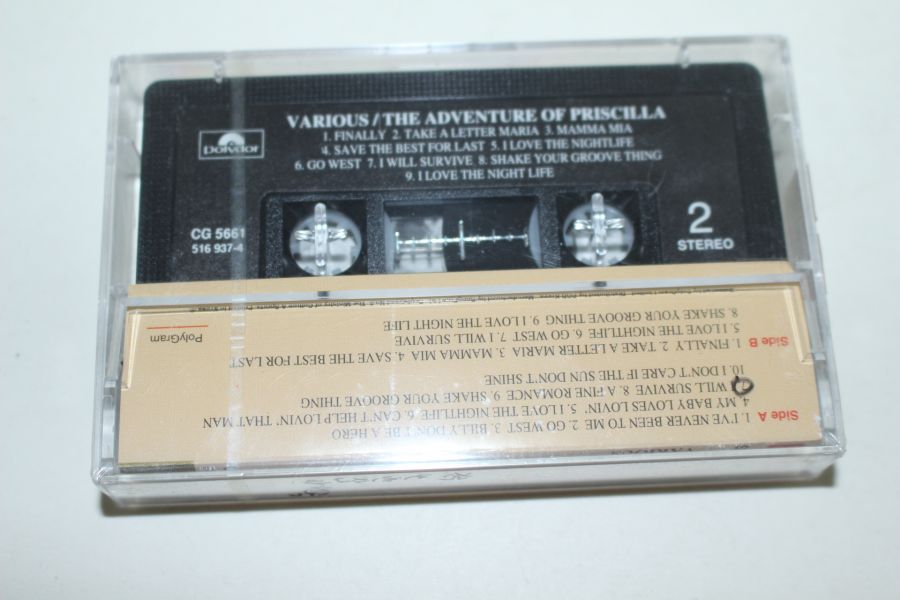 VARIOUS / THE ADVENTURE OF PRISCILLA
1. FINALLY 2. TAKE A LETTER MARIA 3. MAMMA MIA
4. SAVE THE BEST FOR LAST 5. I LOVE THE NIGHTLIFE
6. GO WEST 7. I WILL SURVIVE 8. SHAKE YOUR GROOVE THING
9. I LOVE THE NIGHT LIFE
polydor
CG 5661
516 937-4
2
STEREO
Side A
1. I'VE NEVER BEEN TO ME 2. GO WEST 3. BILLY DON'T BE A HERO
4. MY BABY LOVES LOVIN' 5. I LOVE THE NIGHTLIFE 6. CAN'T HELP LOVIN' THAT MAN
WILL SURVIVE 8. A FINE ROMANCE 9. SHAKE YOUR GROOVE THING
10. I DON'T CARE IF THE SUN DON'T SHINE
Side B
1. FINALLY 2. TAKE A LETTER MARIA 3. MAMMA MIA 4. SAVE THE BEST FOR LAST
5. I LOVE THE NIGHTLIFE 6. GO WEST 7. I WILL SURVIVE
8. SHAKE YOUR GROOVE THING 9. I LOVE THE NIGHT LIFE
PolyGram